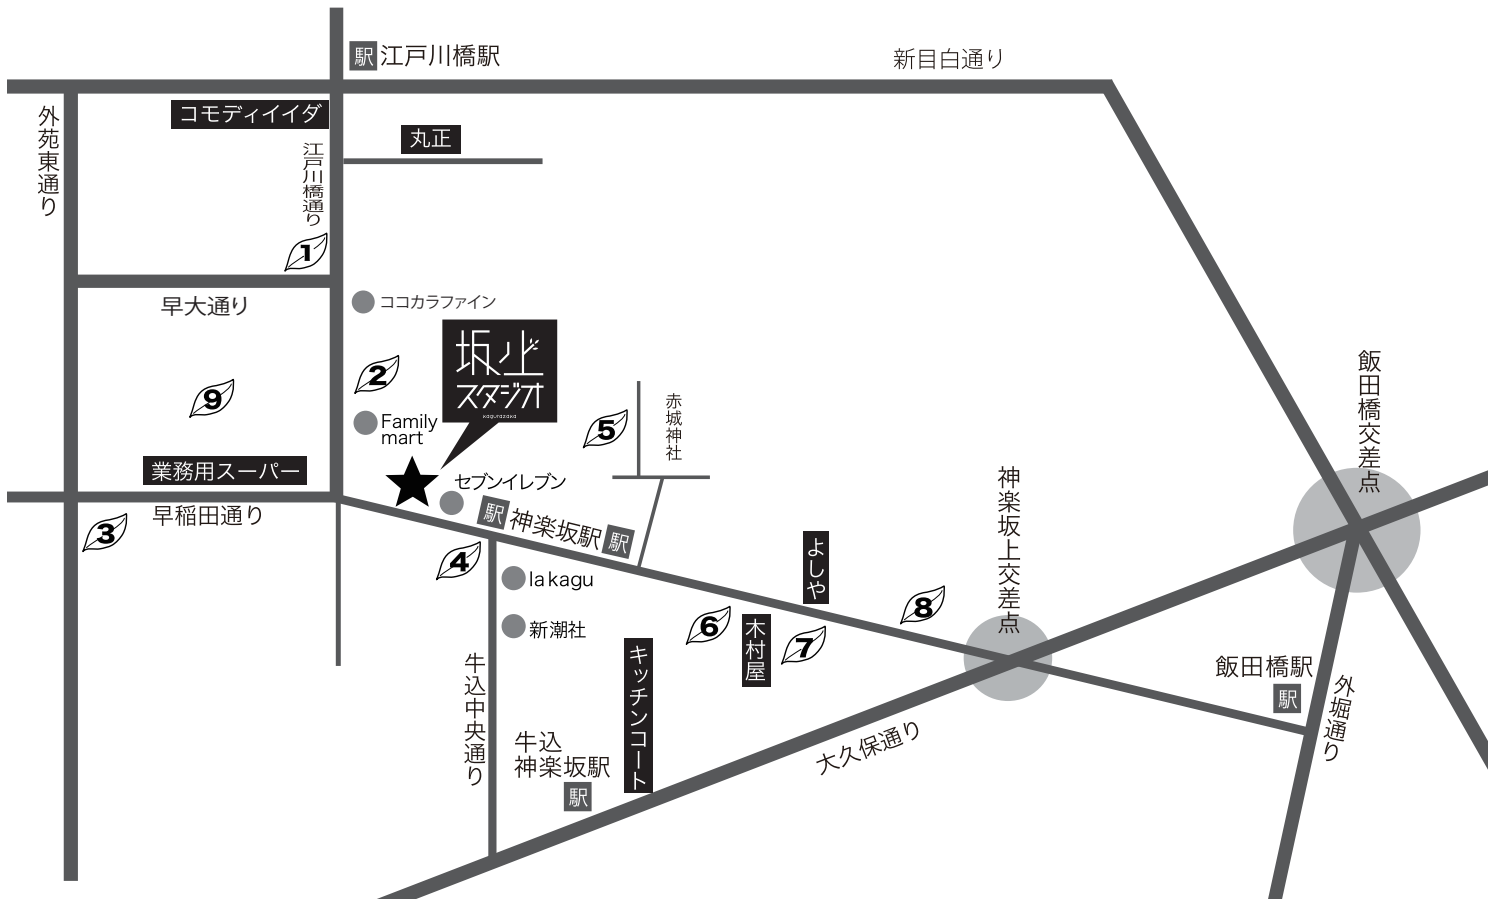 駅 江戸川橋駅
新目白通り
外苑東通り
コモディイイダ
丸正
江戸川橋通り
1
早大通り
ココカラファイン
坂ノ上
スタジオ
kagurazaka
2
9
Family
mart
5
赤城神社
飯田橋交差点
業務用スーパー
セブンイレブン
神楽坂上交差点
早稲田通り
駅 神楽坂駅 駅
3
4
la kagu
よしや
新潮社
6
木村屋
7
8
キッチンコート
牛込中央通り
飯田橋駅
駅
外堀通り
牛込
神楽坂駅
駅
大久保通り